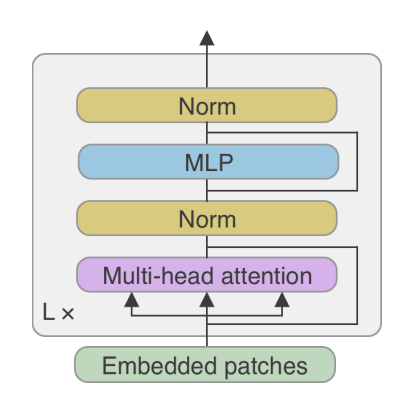 Norm
MLP
Norm
Multi-head attention
L ×
Embedded patches